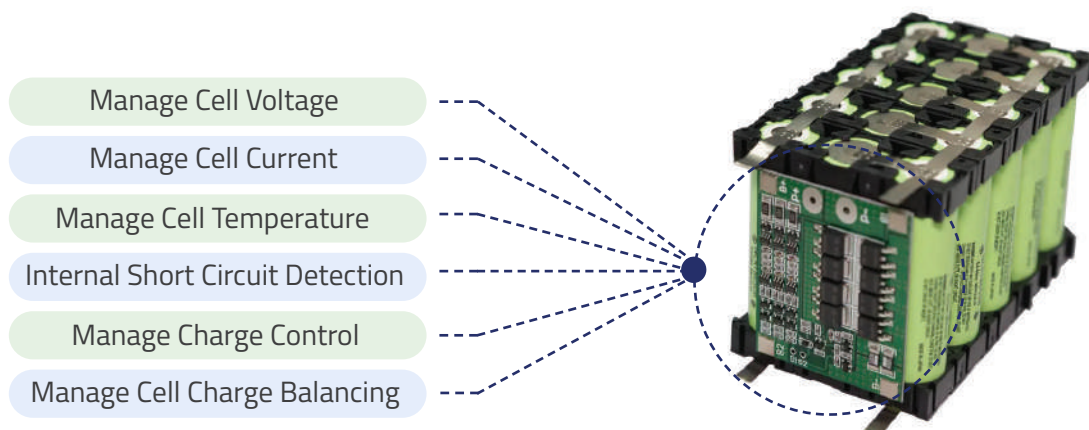 Manage Cell Voltage
Manage Cell Current
Manage Cell Temperature
Internal Short Circuit Detection
Manage Charge Control
Manage Cell Charge Balancing
B+
P+
P-
B2
B-